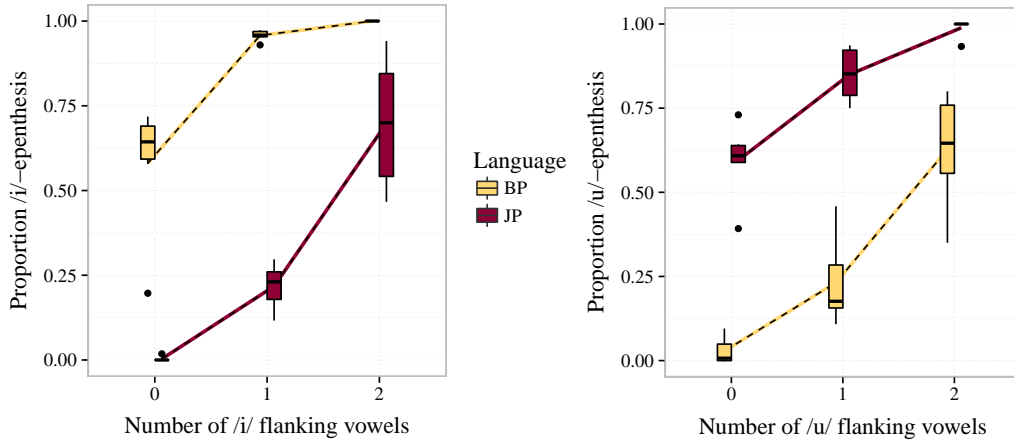 1.00
0.75
0.50
0.25
0.00
Proportion /i/−epenthesis
0 1 2
Number of /i/ flanking vowels
Language
BP
JP
1.00
0.75
0.50
0.25
0.00
Proportion /u/−epenthesis
0 1 2
Number of /u/ flanking vowels